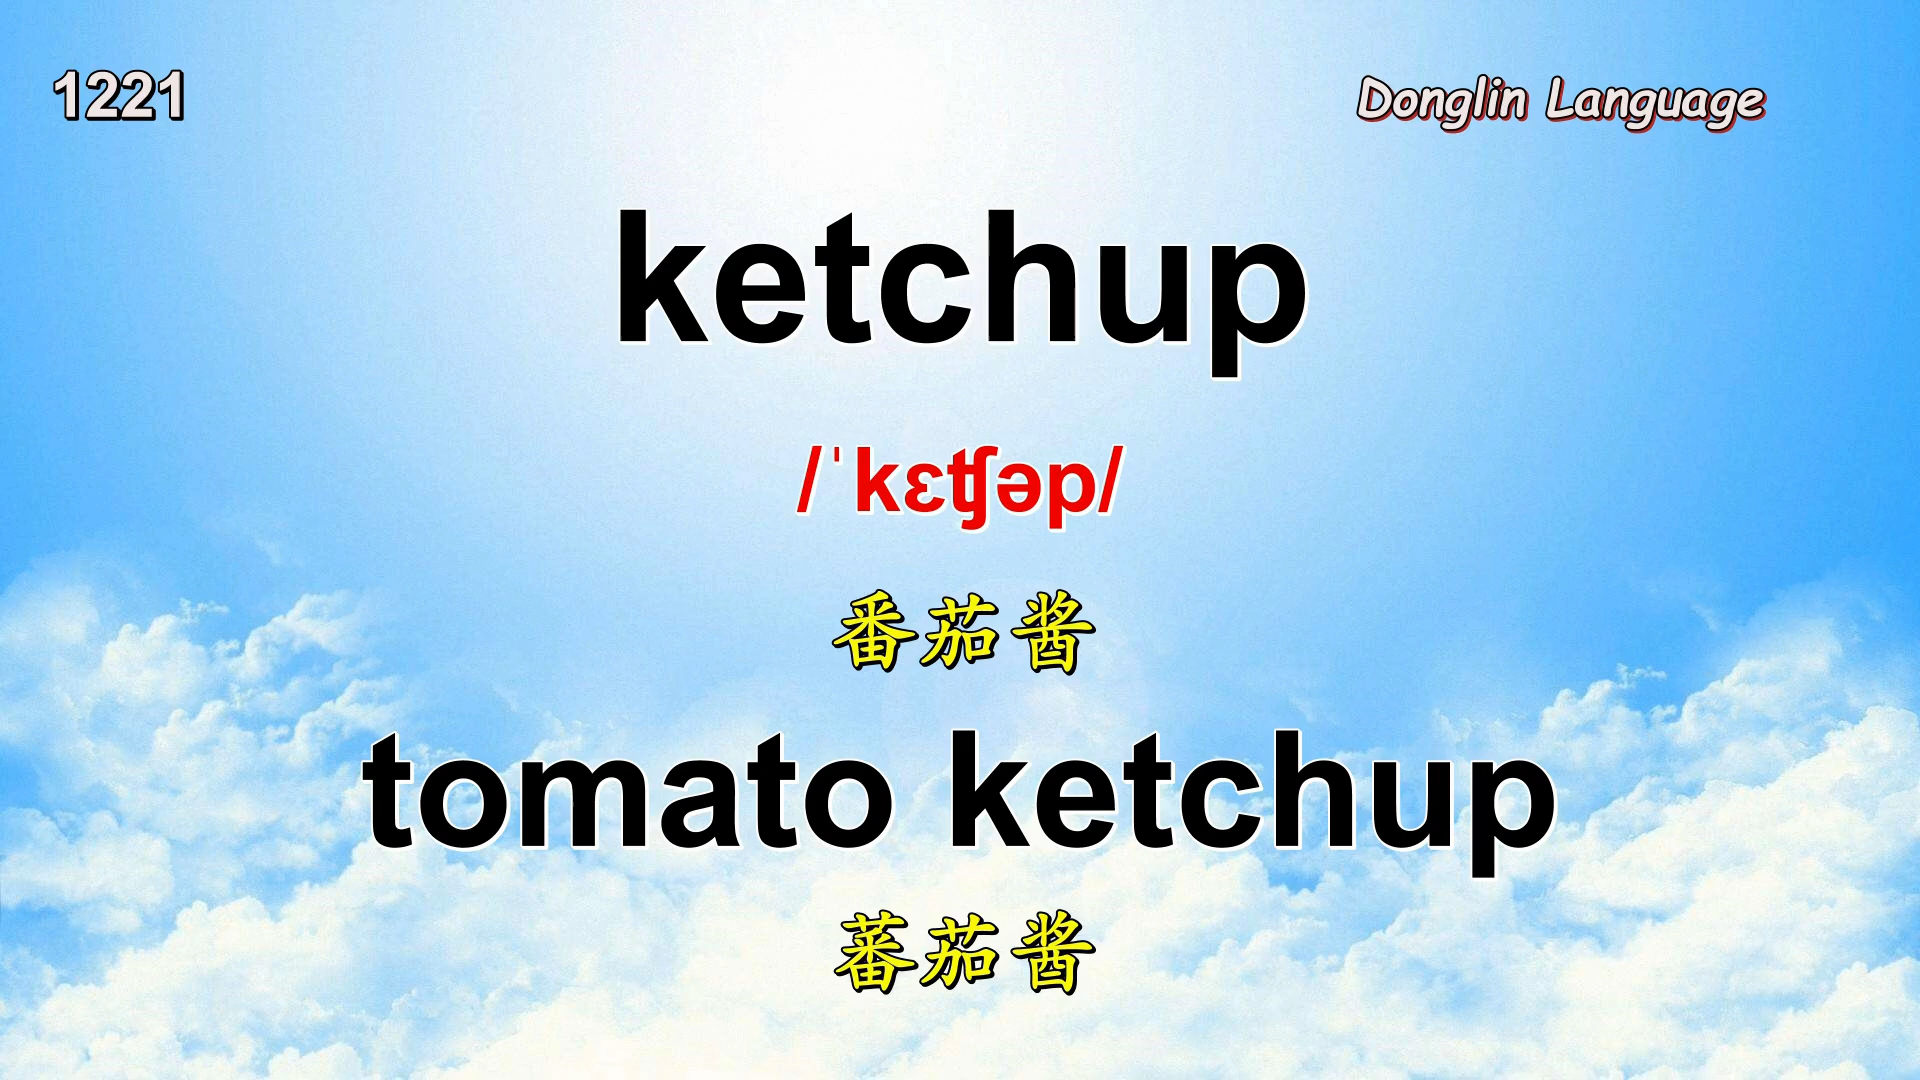 1221
Donglin Language
ketchup
/ˈkɛʧəp/
番茄酱
tomato ketchup
蕃茄酱